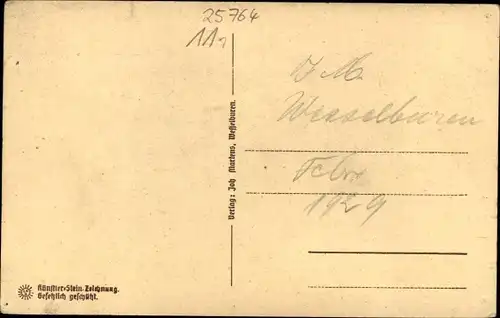 25764
11,
J. M.
Wesselburen
Febr
1929
Verlag: Joh Martens, Wesselburen.
Künstler-Stein-Zeichnung.
Gesetzlich geschützt.